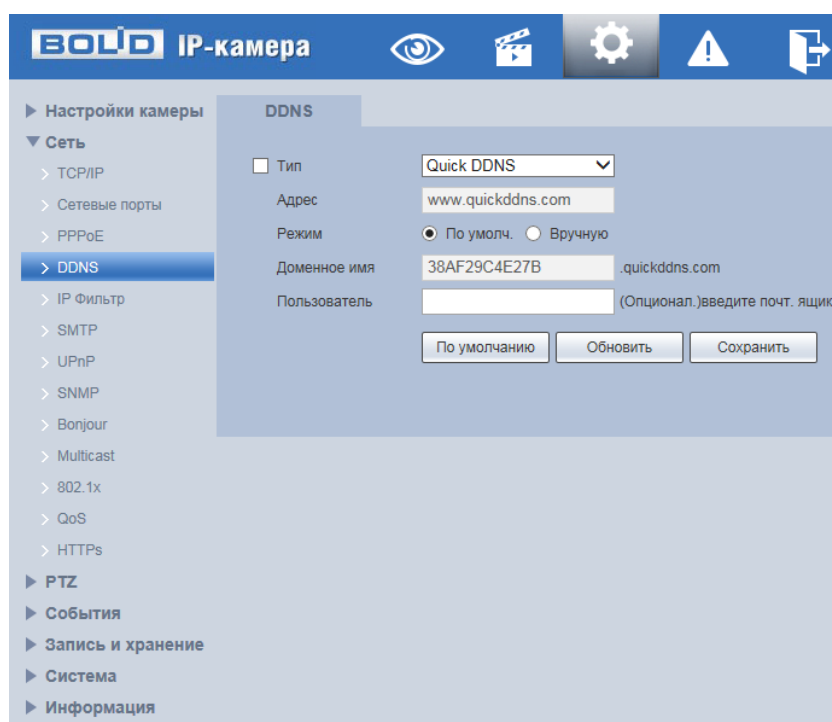 BOLID IP-камера
Настройки камеры
Сеть
TCP/IP
Сетевые порты
PPPoE
DDNS
IP Фильтр
SMTP
UPnP
SNMP
Bonjour
Multicast
802.1x
QoS
HTTPs
PTZ
События
Запись и хранение
Система
Информация
DDNS
Тип Quick DDNS
Адрес www.quickddns.com
Режим По умолч. Вручную
Доменное имя 38AF29C4E27B .quickddns.com
Пользователь (Опционал.)введите почт. ящик
По умолчанию Обновить Сохранить